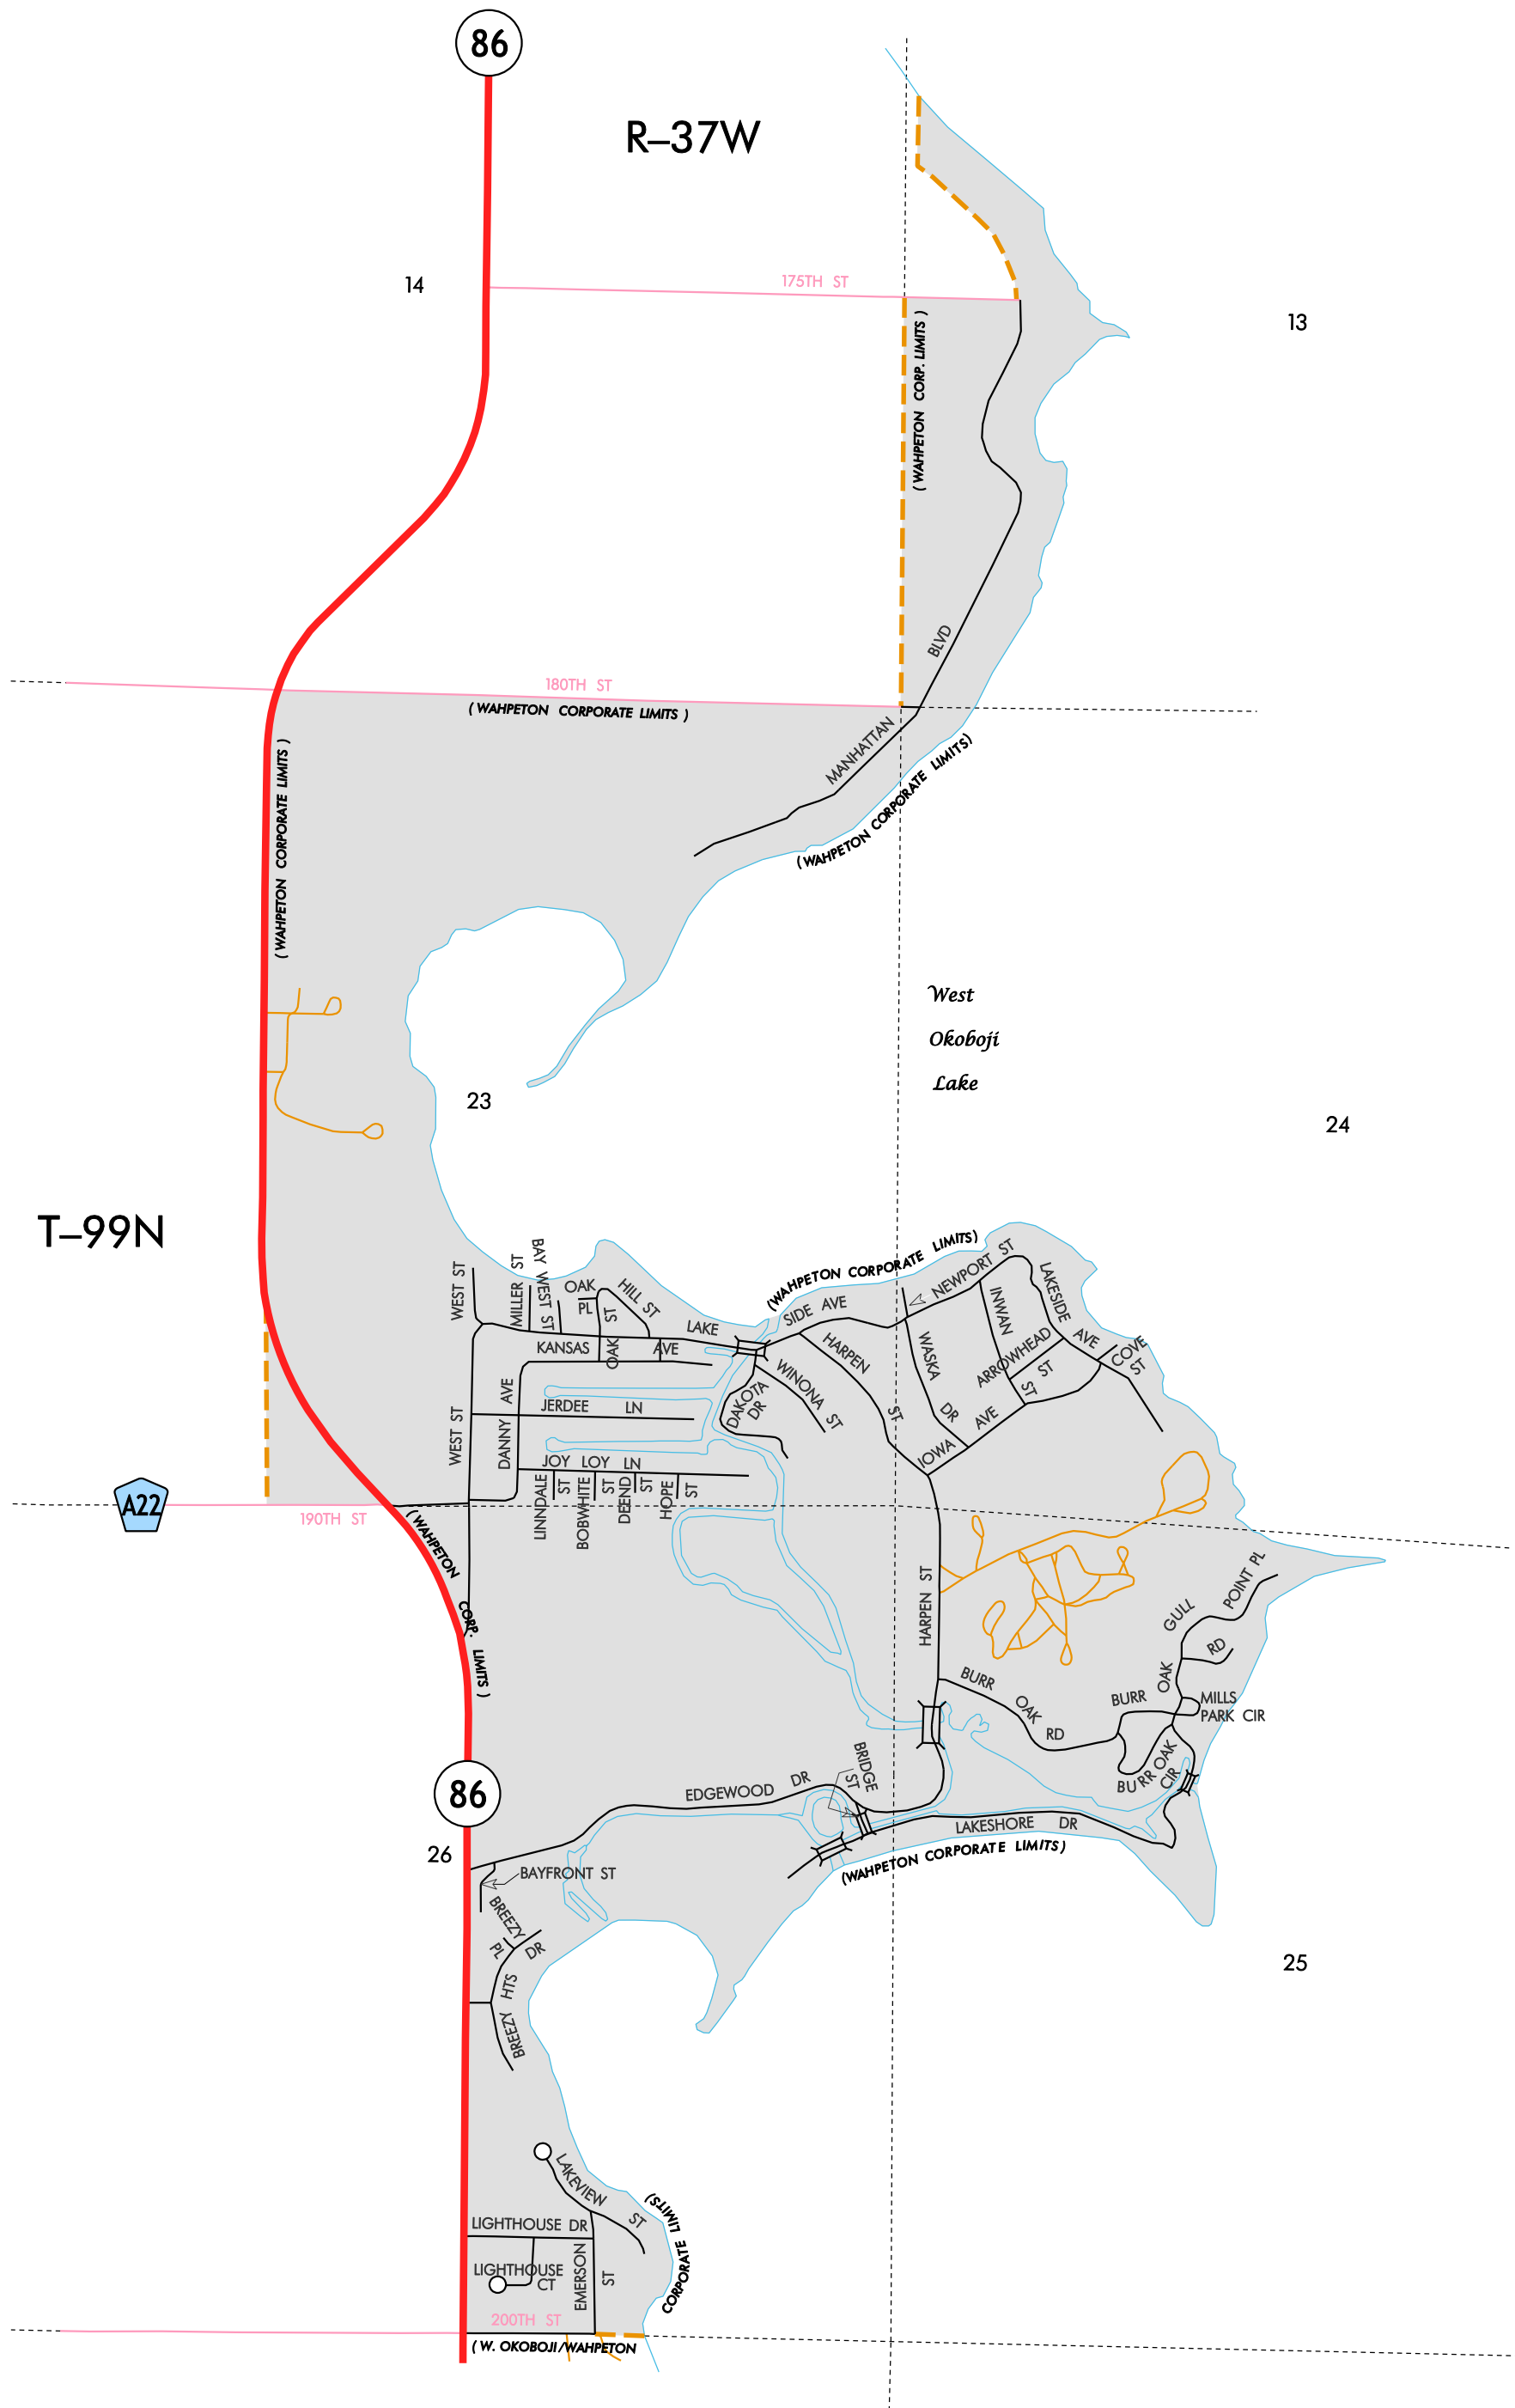 86
R–37W
14
175TH ST
13
( WAHPETON CORP. LIMITS )
BLVD
180TH ST
( WAHPETON CORPORATE LIMITS )
MANHATTAN
(WAHPETON CORPORATE LIMITS)
( WAHPETON CORPORATE LIMITS )
West
Okoboji
Lake
23
24
T–99N
(WAHPETON CORPORATE LIMITS)
WEST ST
MILLER ST
BAY WEST ST
OAK
PL
HILL ST
OAK ST
LAKE
SIDE AVE
NEWPORT ST
LAKESIDE
AVE
INWAN
ST
ARROWHEAD
ST
COVE
ST
KANSAS AVE
HARPEN
ST
WASKA
DR
WINONA ST
DAKOTA
DR
IOWA AVE
WEST ST
DANNY AVE
JERDEE LN
JOY LOY LN
LINNDALE
ST
BOBWHITE
ST
DEEND
ST
HOPE
ST
A22
190TH ST
( WAHPETON CORP. LIMITS )
HARPEN ST
GULL
POINT PL
RD
OAK
BURR
MILLS
PARK CIR
BURR OAK
CIR
BURR
OAK
RD
BRIDGE
ST
EDGEWOOD DR
86
LAKESHORE DR
(WAHPETON CORPORATE LIMITS)
26
BAYFRONT ST
BREEZY
PL
DR
BREEZY HTS
25
LAKEVIEW
ST
LIGHTHOUSE DR
LIGHTHOUSE
CT
EMERSON
ST
CORPORATE LIMITS)
200TH ST
( W. OKOBOJI/WAHPETON